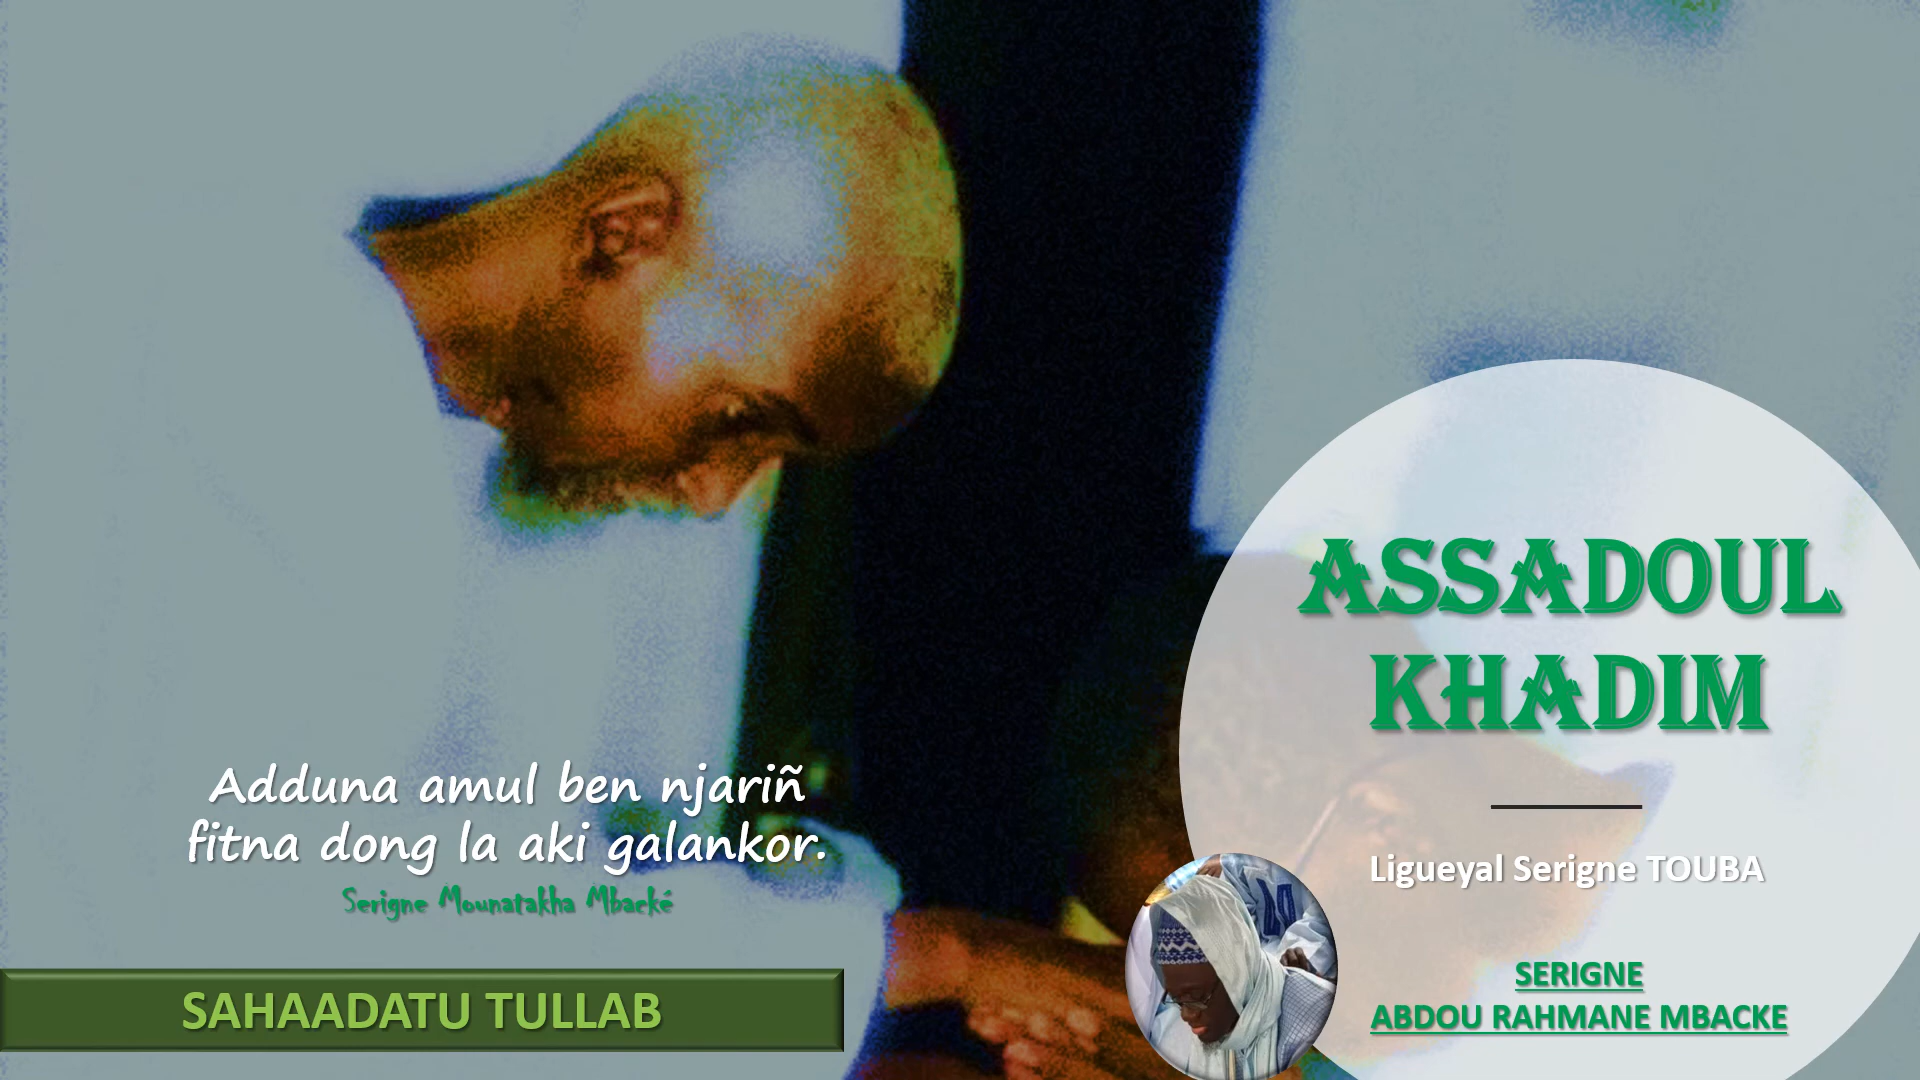 Adduna amul ben njariñ
fitna dong la aki galankor.
Serigne Mounatakha Mbacké
SAHAADATU TULLAB
ASSADOUL
KHADIM
Ligueyal Serigne TOUBA
SERIGNE
ABDOU RAHMANE MBACKE